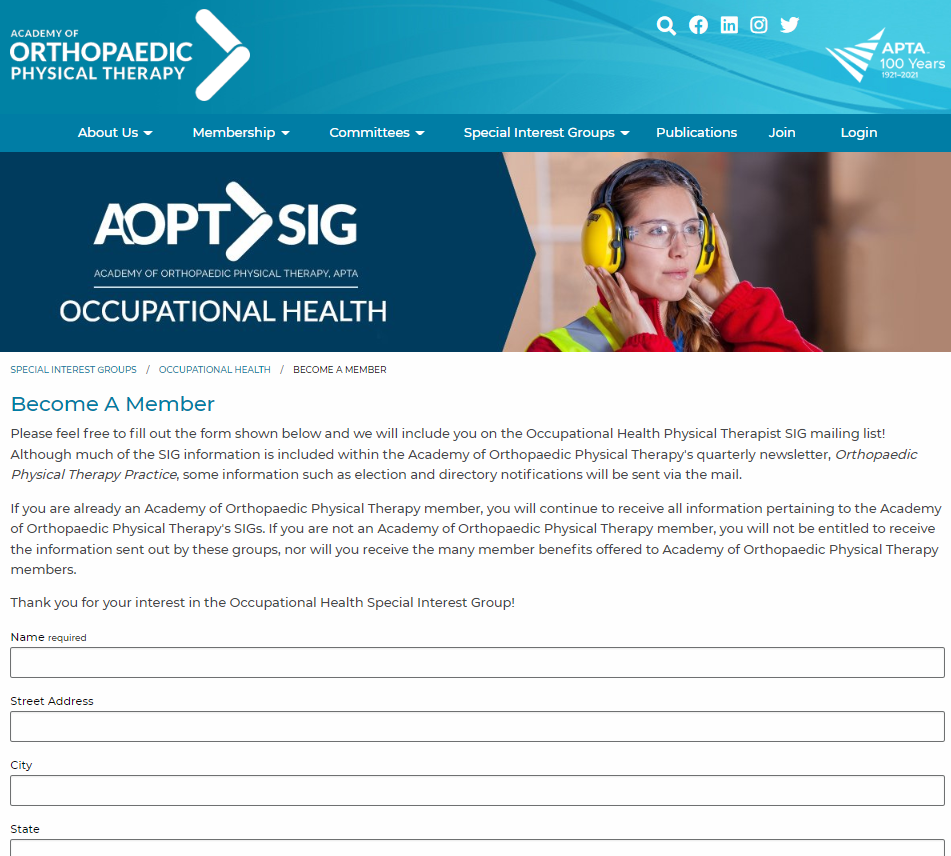 ACADEMY OF
ORTHOPAEDIC
PHYSICAL THERAPY
APTA
100 Years
1921–2021
About Us
Membership
Committees
Special Interest Groups
Publications
Join
Login
AOPT SIG
ACADEMY OF ORTHOPAEDIC PHYSICAL THERAPY, APTA
OCCUPATIONAL HEALTH
SPECIAL INTEREST GROUPS / OCCUPATIONAL HEALTH / BECOME A MEMBER
Become A Member
Please feel free to fill out the form shown below and we will include you on the Occupational Health Physical Therapist SIG mailing list!
Although much of the SIG information is included within the Academy of Orthopaedic Physical Therapy's quarterly newsletter, Orthopaedic
Physical Therapy Practice, some information such as election and directory notifications will be sent via the mail.
If you are already an Academy of Orthopaedic Physical Therapy member, you will continue to receive all information pertaining to the Academy
of Orthopaedic Physical Therapy's SIGs. If you are not an Academy of Orthopaedic Physical Therapy member, you will not be entitled to receive
the information sent out by these groups, nor will you receive the many member benefits offered to Academy of Orthopaedic Physical Therapy
members.
Thank you for your interest in the Occupational Health Special Interest Group!
Name required
Street Address
City
State